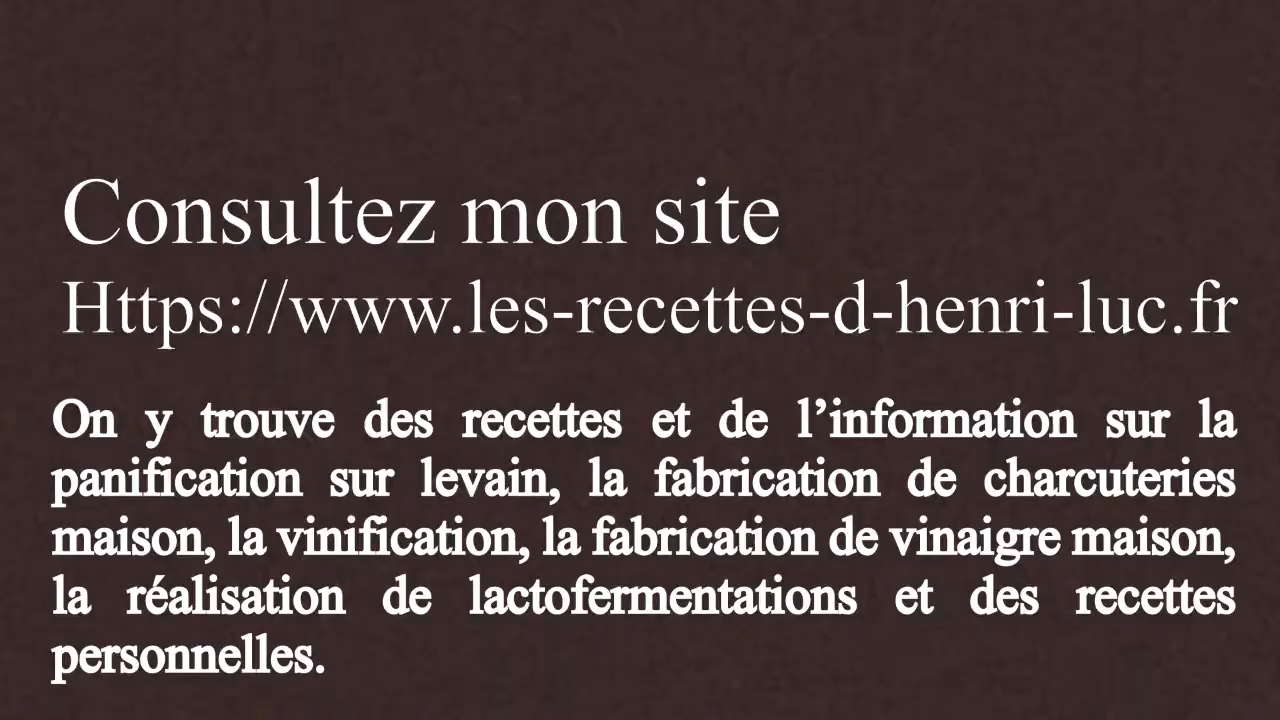 Consultez mon site
Https://www.les-recettes-d-henri-luc.fr
On y trouve des recettes et de l’information sur la
panification sur levain, la fabrication de charcuteries
maison, la vinification, la fabrication de vinaigre maison,
la réalisation de lactofermentations et des recettes
personnelles.